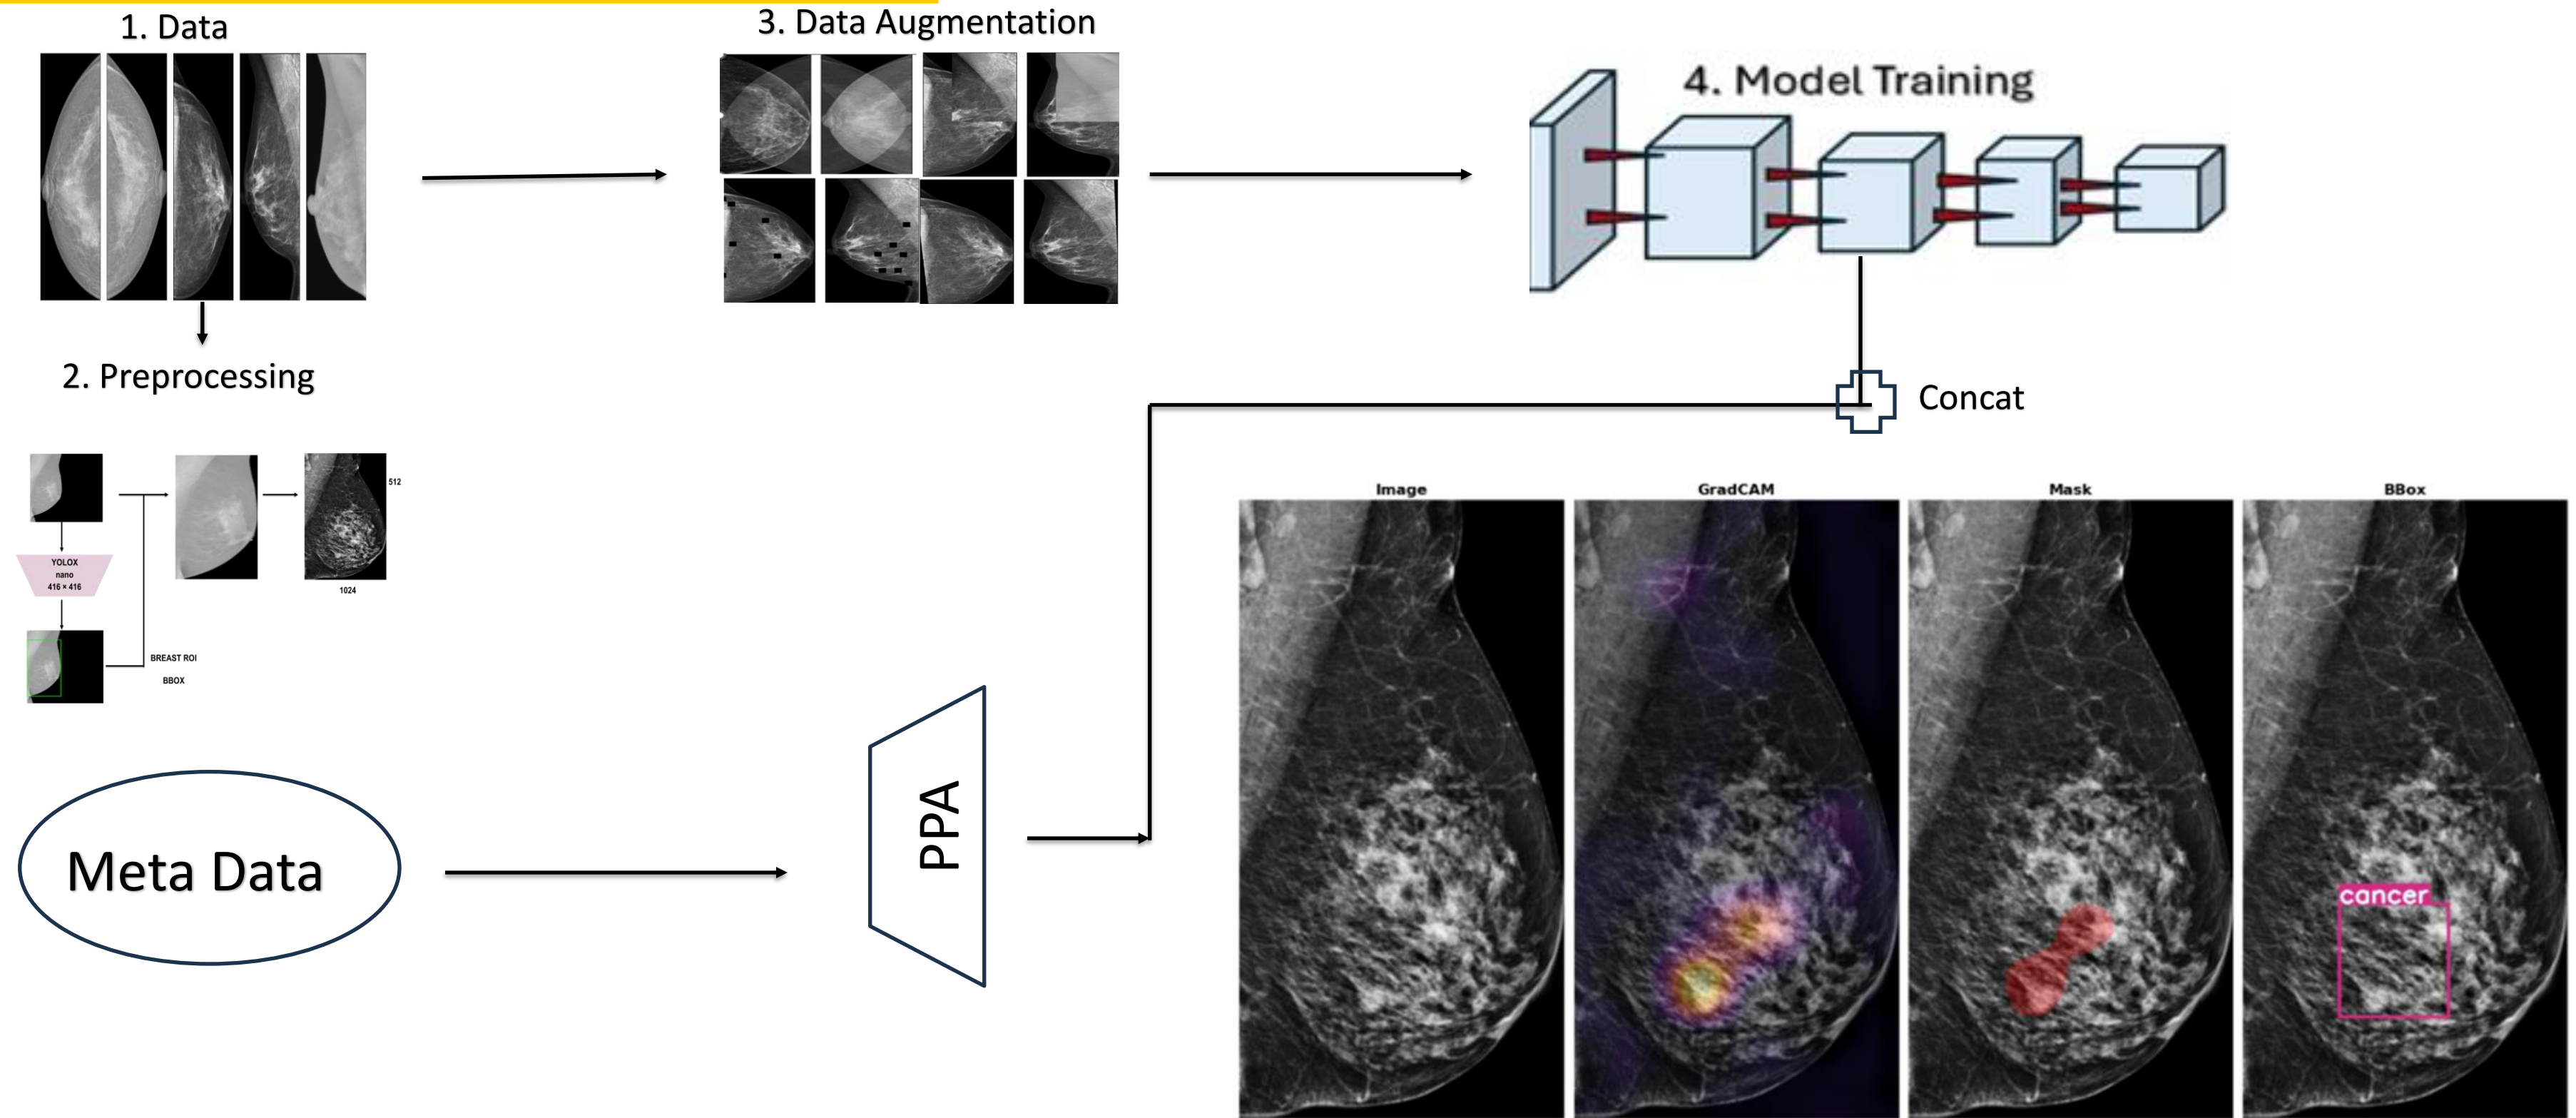 1. Data
3. Data Augmentation
4. Model Training
2. Preprocessing
Concat
512
YOLOX
nano
416 × 416
1024
BREAST ROI
BBOX
Image
GradCAM
Mask
BBox
cancer
Meta Data
PPA